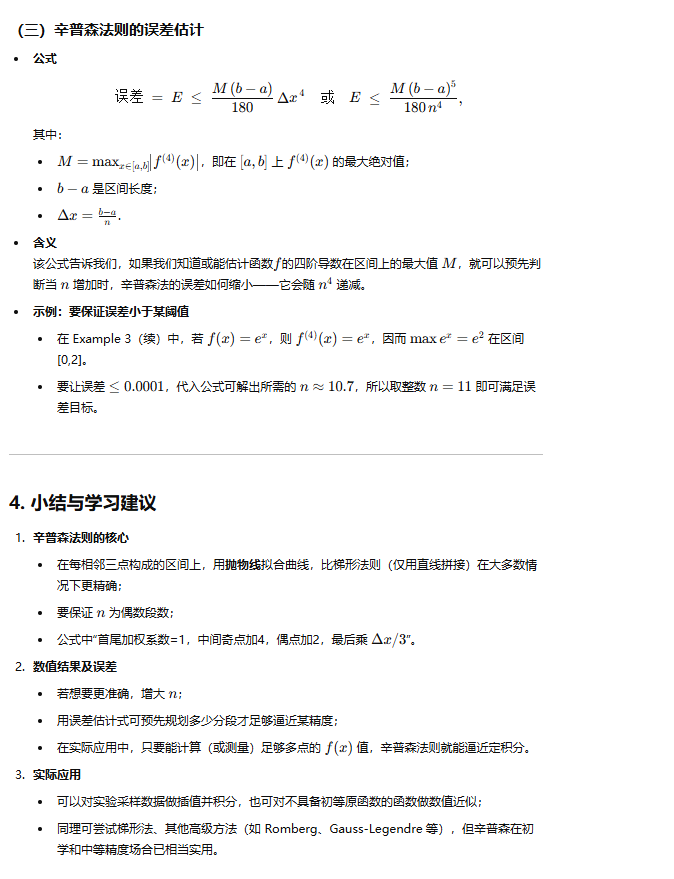 （三）辛普森法则的误差估计
• 公式
误差 = E ≤ M (b − a)/180 Δx⁴ 或 E ≤ M (b − a)⁵/180 n⁴,
其中：
• M = maxₓ∈[a,b]|f⁽⁴⁾(x)|，即在 [a, b] 上 f⁽⁴⁾(x) 的最大绝对值；
• b − a 是区间长度；
• Δx = b−a/n.
• 含义
该公式告诉我们，如果我们知道或能估计函数f的四阶导数在区间上的最大值 M，就可以预先判
断当 n 增加时，辛普森法的误差如何缩小——它会随 n⁴ 递减。
• 示例：要保证误差小于某阈值
• 在 Example 3（续）中，若 f(x) = eˣ，则 f⁽⁴⁾(x) = eˣ，因而 max eˣ = e² 在区间
[0,2]。
• 要让误差 ≤ 0.0001，代入公式可解出所需的 n ≈ 10.7，所以取整数 n = 11 即可满足误
差目标。
4. 小结与学习建议
1. 辛普森法则的核心
• 在每相邻三点构成的区间上，用抛物线拟合曲线，比梯形法则（仅用直线拼接）在大多数情
况下更精确；
• 要保证 n 为偶数段数；
• 公式中“首尾加权系数=1，中间奇点加4，偶点加2，最后乘 Δx/3”。
2. 数值结果及误差
• 若想要更准确，增大 n；
• 用误差估计式可预先规划多少分段才足够逼近某精度；
• 在实际应用中，只要能计算（或测量）足够多点的 f(x) 值，辛普森法则就能逼近定积分。
3. 实际应用
• 可以对实验采样数据做插值并积分，也可对不具备初等原函数的函数做数值近似；
• 同理可尝试梯形法、其他高级方法（如 Romberg、Gauss-Legendre 等），但辛普森在初
学和中等精度场合已相当实用。